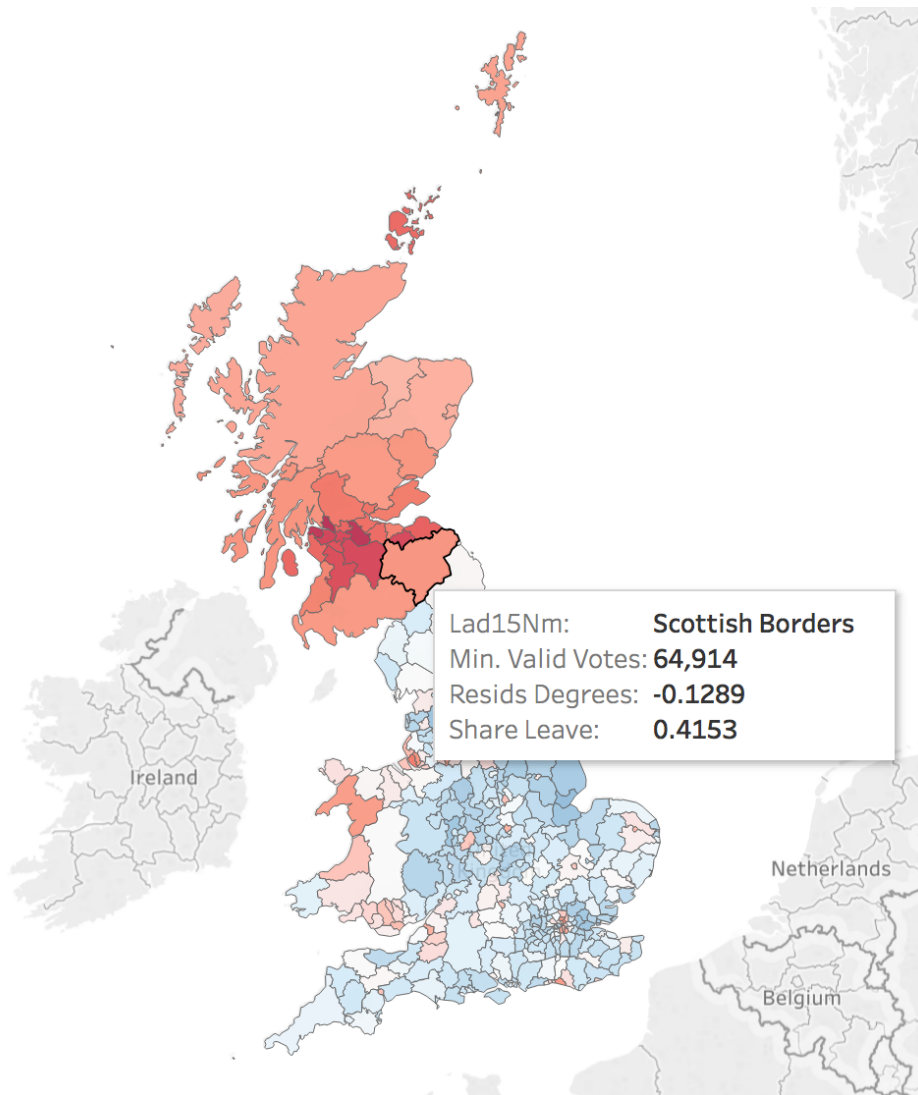 Lad15Nm: Scottish Borders
Min. Valid Votes: 64,914
Resids Degrees: -0.1289
Share Leave: 0.4153
Ireland
Netherlands
Belgium